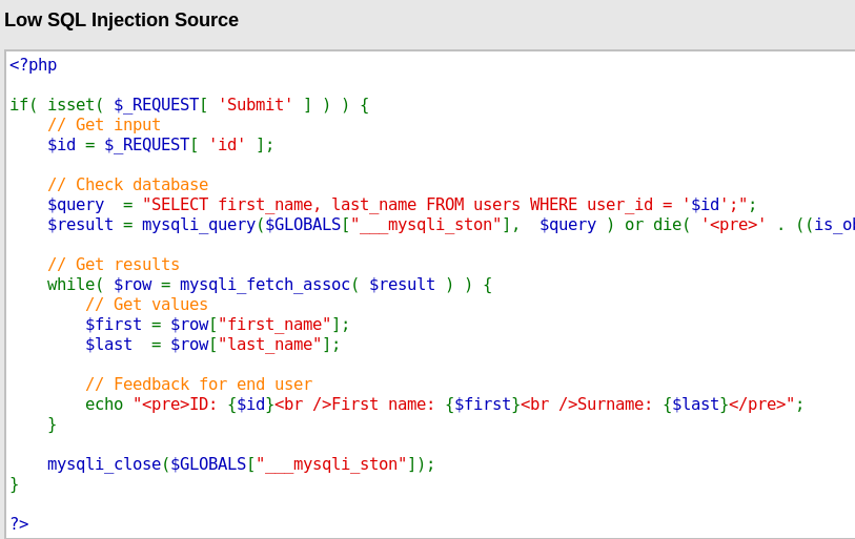 Low SQL Injection Source
<?php
if( isset( $_REQUEST[ 'Submit' ] ) ) {
    // Get input
    $id = $_REQUEST[ 'id' ];
    // Check database
    $query  = "SELECT first_name, last_name FROM users WHERE user_id = '$id';";
    $result = mysqli_query($GLOBALS["___mysqli_ston"],  $query ) or die( '<pre>' . ((is_ob
    // Get results
    while( $row = mysqli_fetch_assoc( $result ) ) {
        // Get values
        $first = $row["first_name"];
        $last  = $row["last_name"];
        // Feedback for end user
        echo "<pre>ID: {$id}<br />First name: {$first}<br />Surname: {$last}</pre>";
    }
    mysqli_close($GLOBALS["___mysqli_ston"]);
}
?>